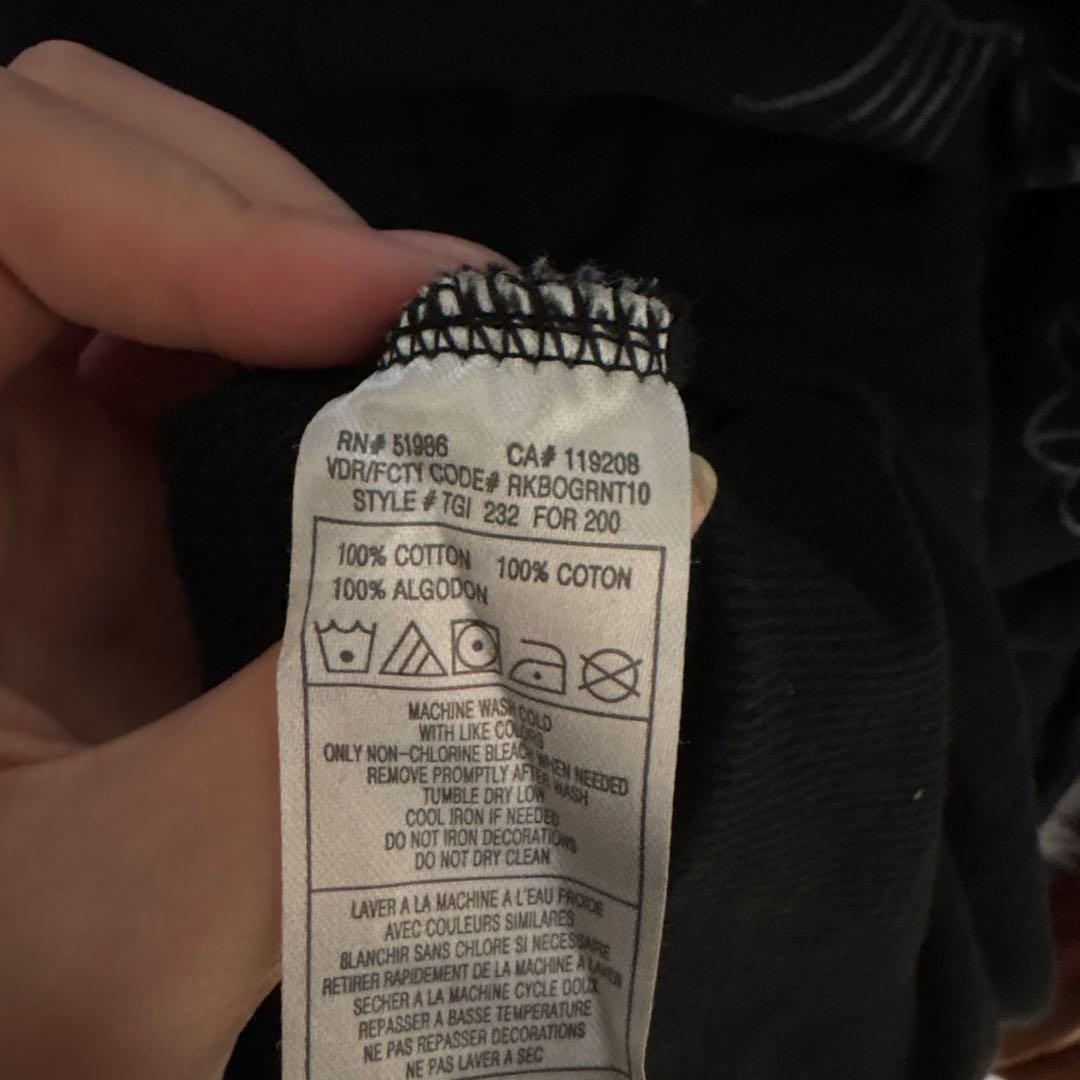 RN# 51986 CA# 119208
VDR/FCTY CODE# RKBOGRNT10
STYLE # TGI 232 FOR 200
100% COTTON 100% COTON
100% ALGODON
MACHINE WASH COLD
WITH LIKE COLORS
ONLY NON-CHLORINE BLEACH WHEN NEEDED
REMOVE PROMPTLY AFTER WASH
TUMBLE DRY LOW
COOL IRON IF NEEDED
DO NOT IRON DECORATIONS
DO NOT DRY CLEAN
LAVER A LA MACHINE A L'EAU FROIDE
AVEC COULEURS SIMILARES
BLANCHIR SANS CHLORE SI NECESSAIRE
RETIRER RAPIDEMENT DE LA MACHINE A LAVER
SECHER A LA MACHINE CYCLE DOUX
REPASSER A BASSE TEMPERATURE
NE PAS REPASSER DECORATIONS
NE PAS LAVER A SEC